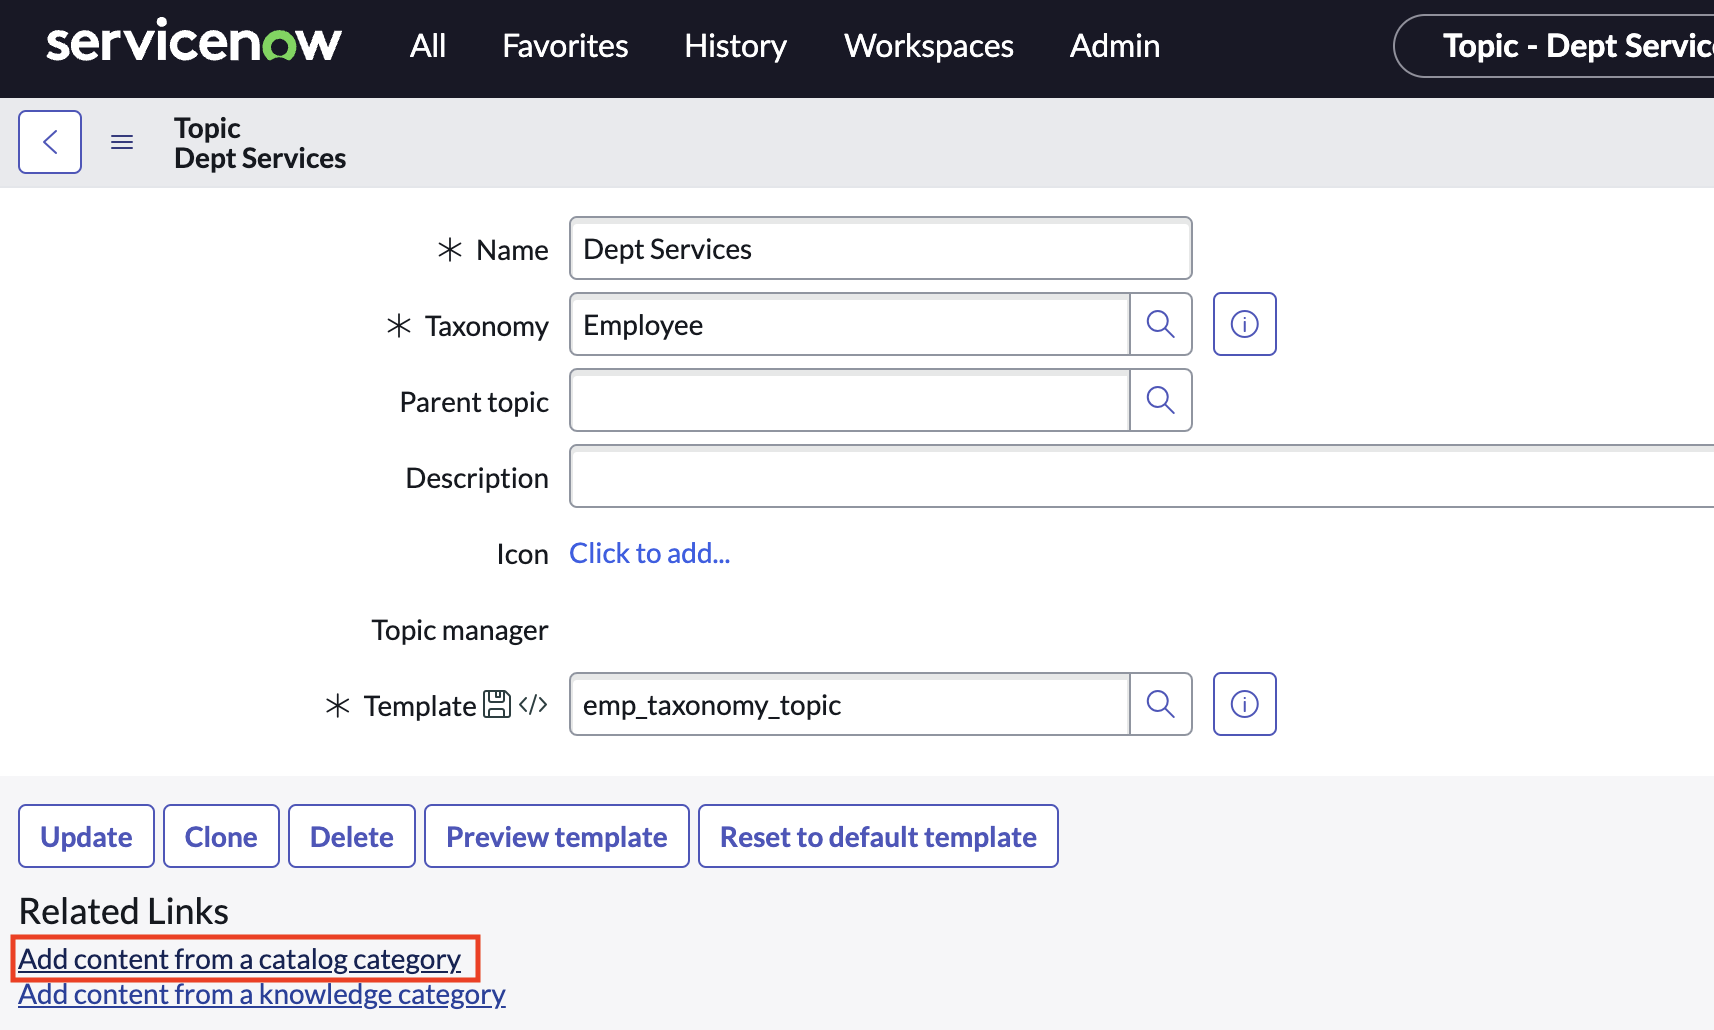 servicenow All Favorites History Workspaces Admin Topic - Dept Servic
Topic
Dept Services
Name Dept Services
Taxonomy Employee
Parent topic
Description
Icon Click to add...
Topic manager
Template </> emp_taxonomy_topic
Update Clone Delete Preview template Reset to default template
Related Links
Add content from a catalog category
Add content from a knowledge category